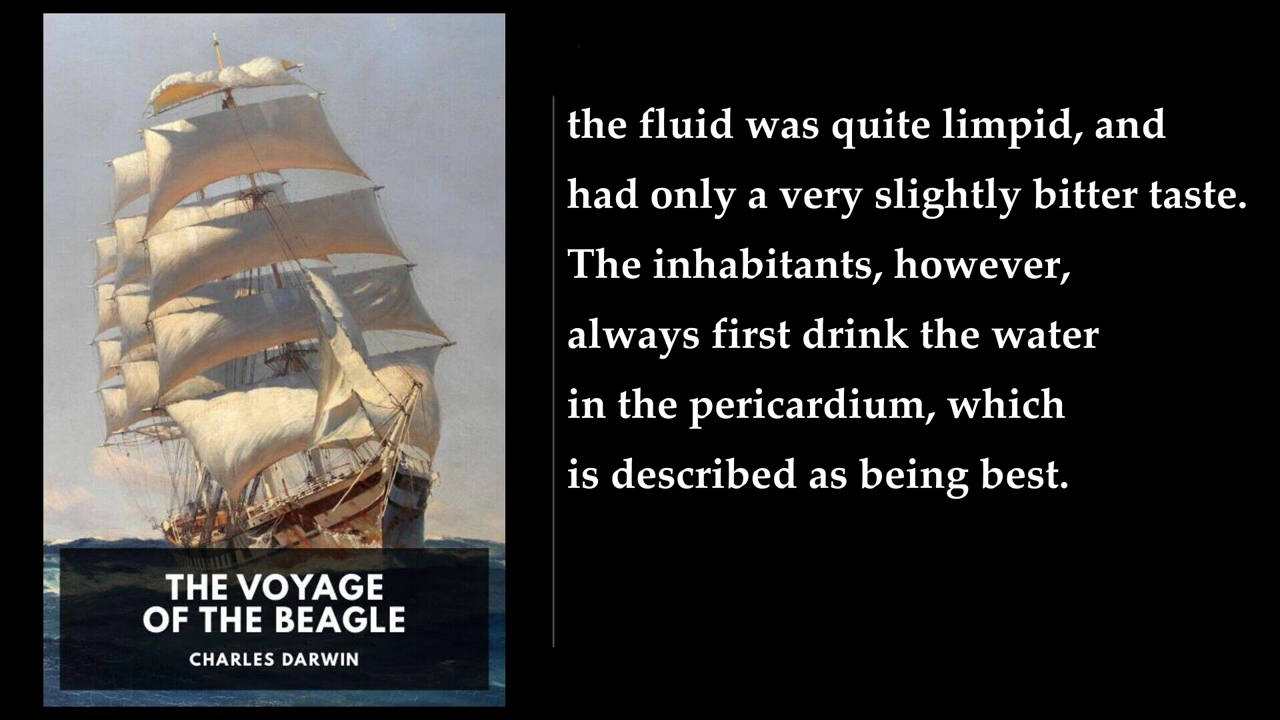 the fluid was quite limpid, and
had only a very slightly bitter taste.
The inhabitants, however,
always first drink the water
in the pericardium, which
is described as being best.
THE VOYAGE
OF THE BEAGLE
CHARLES DARWIN